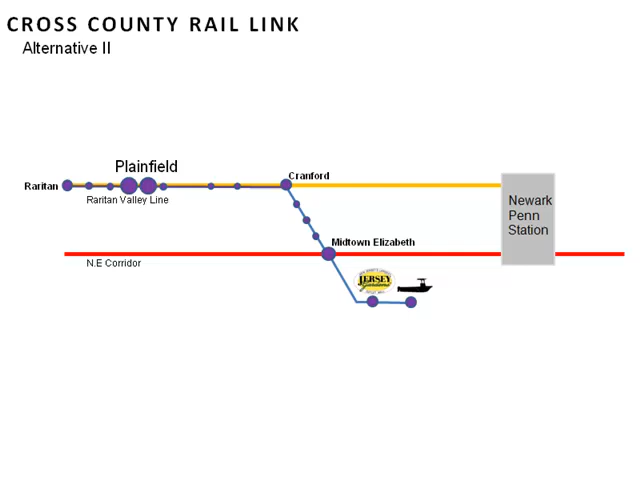 CROSS COUNTY RAIL LINK
Alternative II
Plainfield
Cranford
Raritan
Raritan Valley Line
Newark
Penn
Station
Midtown Elizabeth
N.E Corridor
JERSEY
Gardens